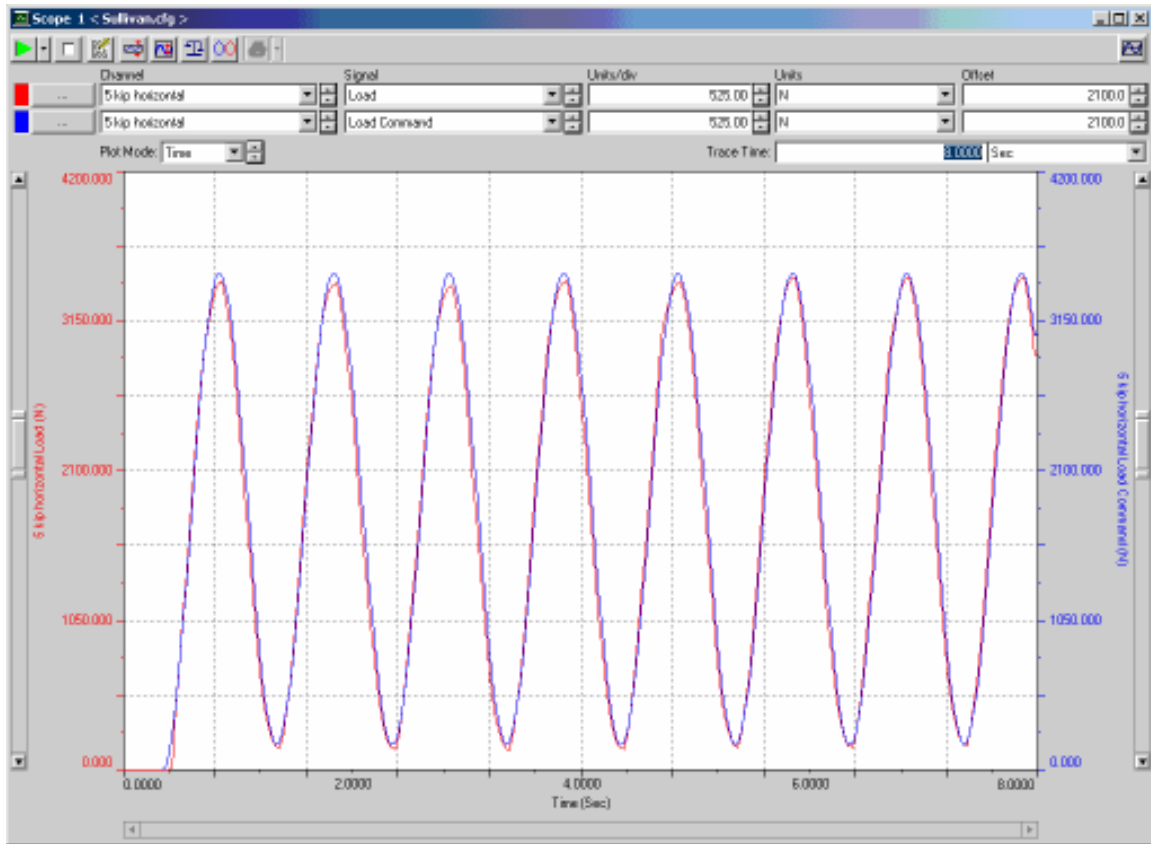 Scope 1 < Sullivan.cfg >
Channel Signal Units/div Units Offset
... 5 kip horizontal Load 525.00 N 2100.0
... 5 kip horizontal Load Command 525.00 N 2100.0
Plot Mode: Time Trace Time: 8.0000 Sec
4200.000 4200.000
3150.000 3150.000
2100.000 2100.000
1050.000 1050.000
0.000 0.000
5 kip horizontal Load (N)
5 kip horizontal Load Command (N)
0.0000 2.0000 4.0000 6.0000 8.0000
Time (Sec)